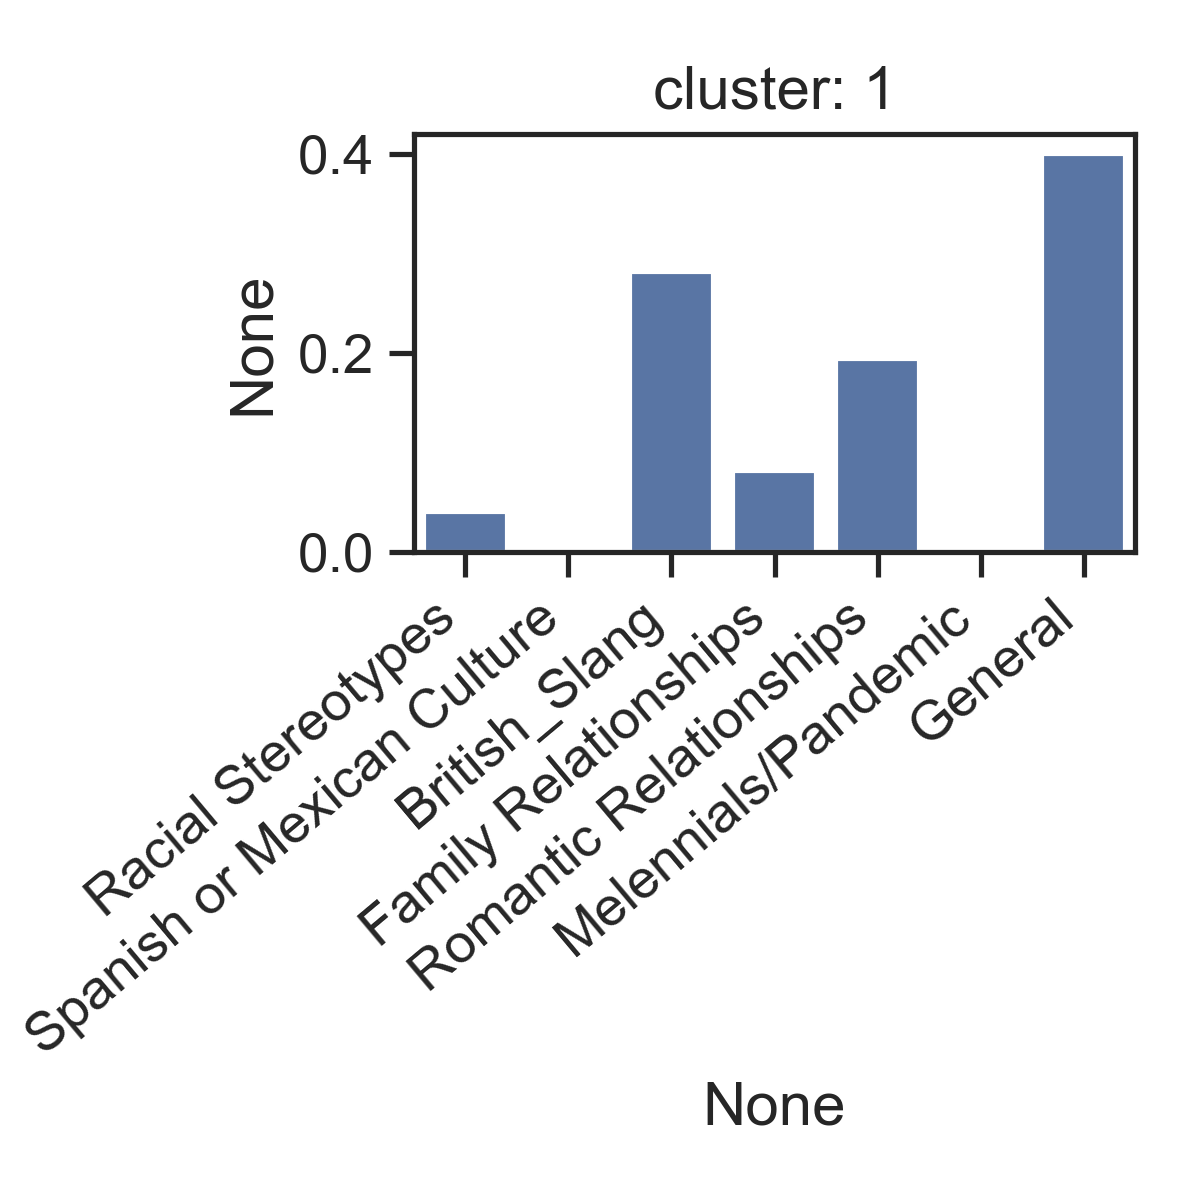 cluster: 1
0.4
0.2
0.0
None
Racial Stereotypes
Spanish or Mexican Culture
British_Slang
Family Relationships
Romantic Relationships
Melennials/Pandemic
General
None